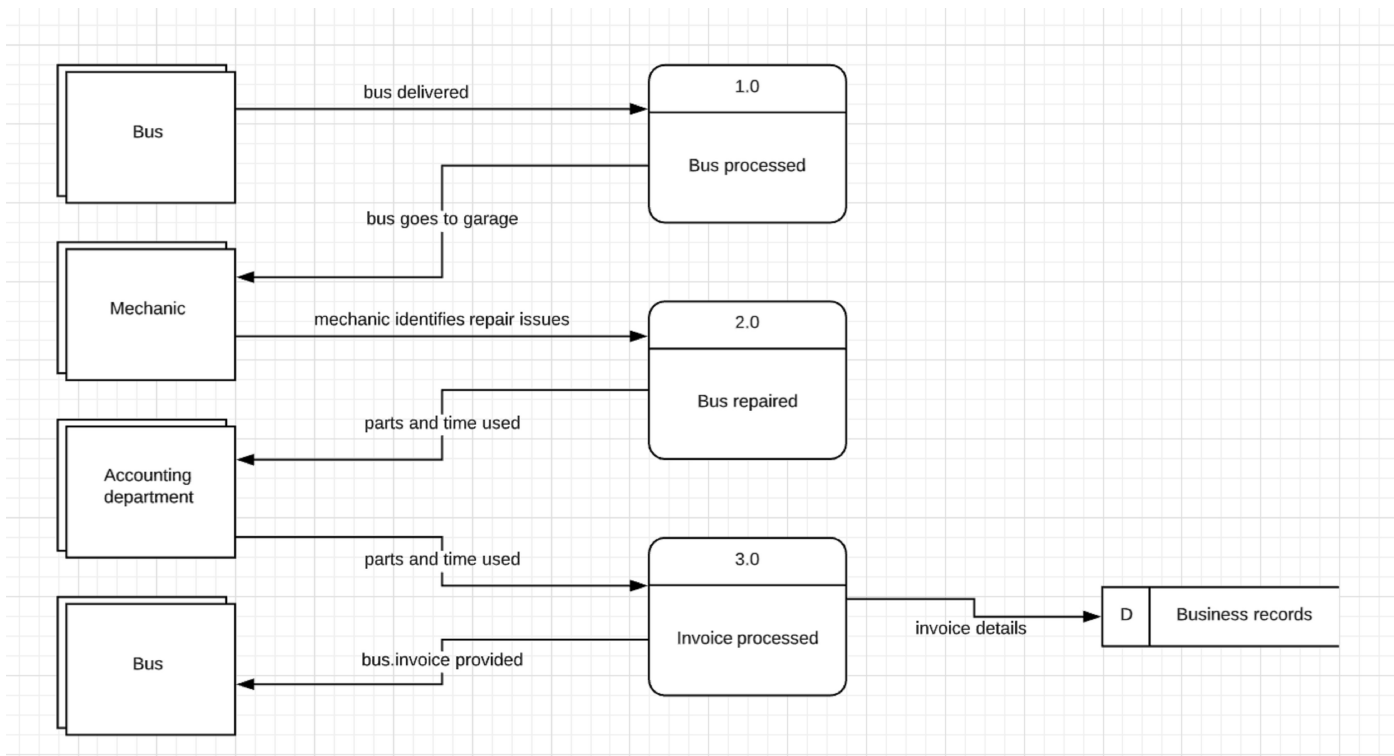 bus delivered
1.0
Bus
Bus processed
bus goes to garage
Mechanic
mechanic identifies repair issues
2.0
Bus repaired
parts and time used
Accounting
department
parts and time used
3.0
Invoice processed
invoice details
D
Business records
Bus
bus.invoice provided